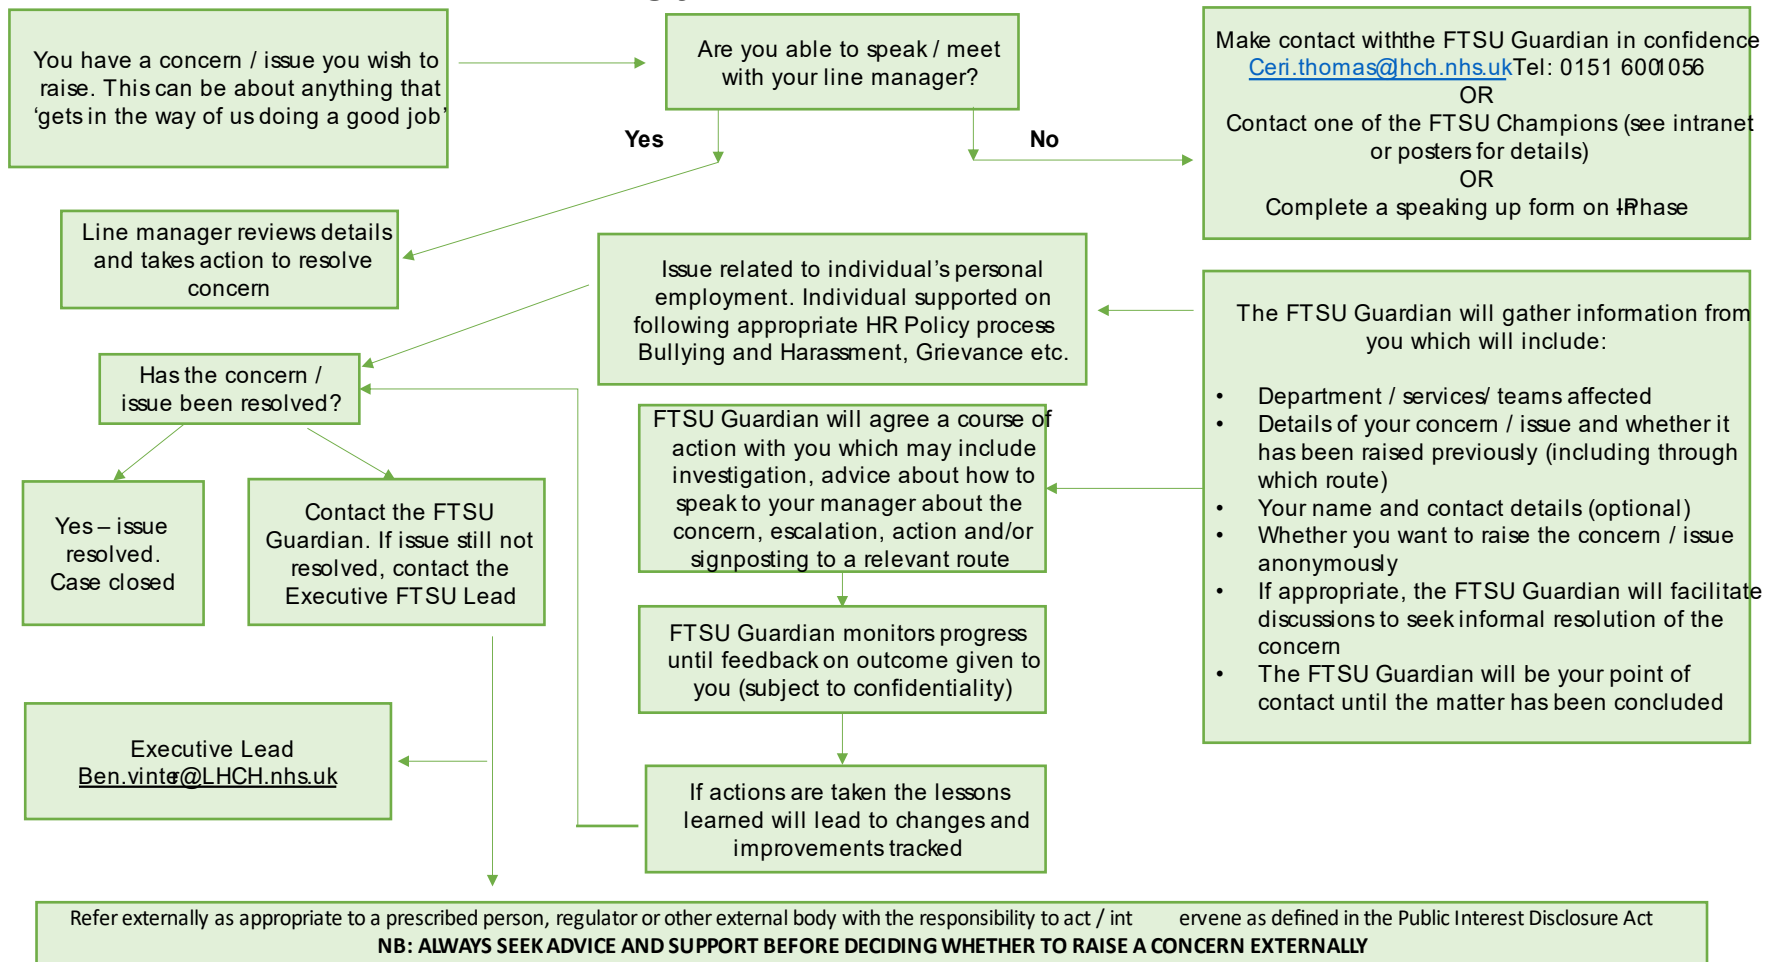 You have a concern / issue you wish to
raise. This can be about anything that
‘gets in the way of us doing a good job’
Are you able to speak / meet
with your line manager?
Yes
No
Make contact withthe FTSU Guardian in confidence
Ceri.thomas@lhch.nhs.uk Tel: 0151 600 1056
OR
Contact one of the FTSU Champions (see intranet
or posters for details)
OR
Complete a speaking up form on In-Phase
Line manager reviews details
and takes action to resolve
concern
Issue related to individual’s personal
employment. Individual supported on
following appropriate HR Policy process
Bullying and Harassment, Grievance etc.
The FTSU Guardian will gather information from
you which will include:
• Department / services/ teams affected
• Details of your concern / issue and whether it
has been raised previously (including through
which route)
• Your name and contact details (optional)
• Whether you want to raise the concern / issue
anonymously
• If appropriate, the FTSU Guardian will facilitate
discussions to seek informal resolution of the
concern
• The FTSU Guardian will be your point of
contact until the matter has been concluded
Has the concern /
issue been resolved?
FTSU Guardian will agree a course of
action with you which may include
investigation, advice about how to
speak to your manager about the
concern, escalation, action and/or
signposting to a relevant route
Yes – issue
resolved.
Case closed
Contact the FTSU
Guardian. If issue still not
resolved, contact the
Executive FTSU Lead
FTSU Guardian monitors progress
until feedback on outcome given to
you (subject to confidentiality)
Executive Lead
Ben.vinter@LHCH.nhs.uk
If actions are taken the lessons
learned will lead to changes and
improvements tracked
Refer externally as appropriate to a prescribed person, regulator or other external body with the responsibility to act / int ervene as defined in the Public Interest Disclosure Act
NB: ALWAYS SEEK ADVICE AND SUPPORT BEFORE DECIDING WHETHER TO RAISE A CONCERN EXTERNALLY